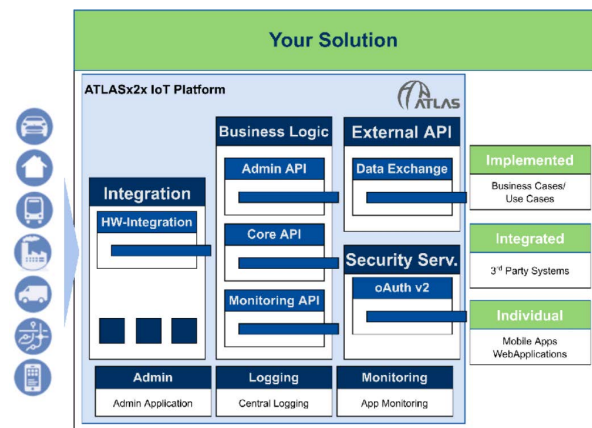 Your Solution
ATLASx2x IoT Platform
ATLAS
Business Logic
External API
Admin API
Data Exchange
Implemented
Business Cases/
Use Cases
Integration
HW-Integration
Core API
Security Serv.
Integrated
3rd Party Systems
oAuth v2
Monitoring API
Individual
Mobile Apps
WebApplications
Admin
Logging
Monitoring
Admin Application
Central Logging
App Monitoring